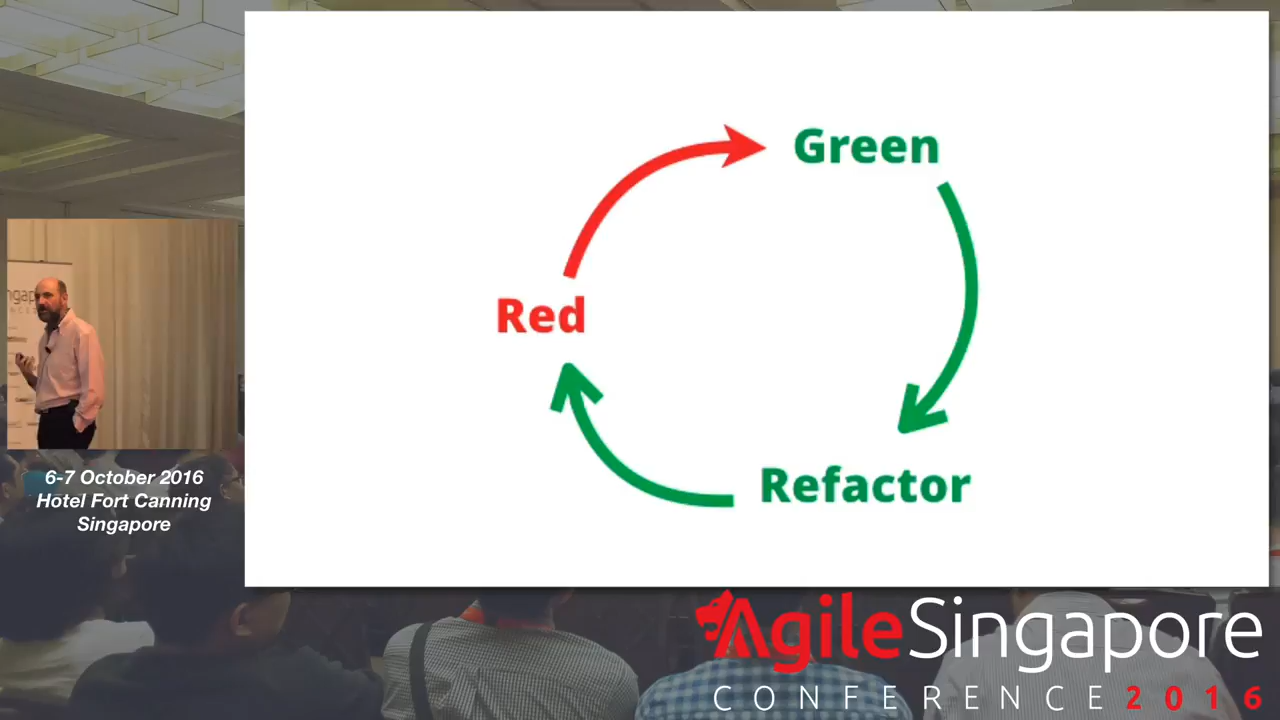 Green
Red
Refactor
6-7 October 2016
Hotel Fort Canning
Singapore
AgileSingapore
CONFERENCE 2016